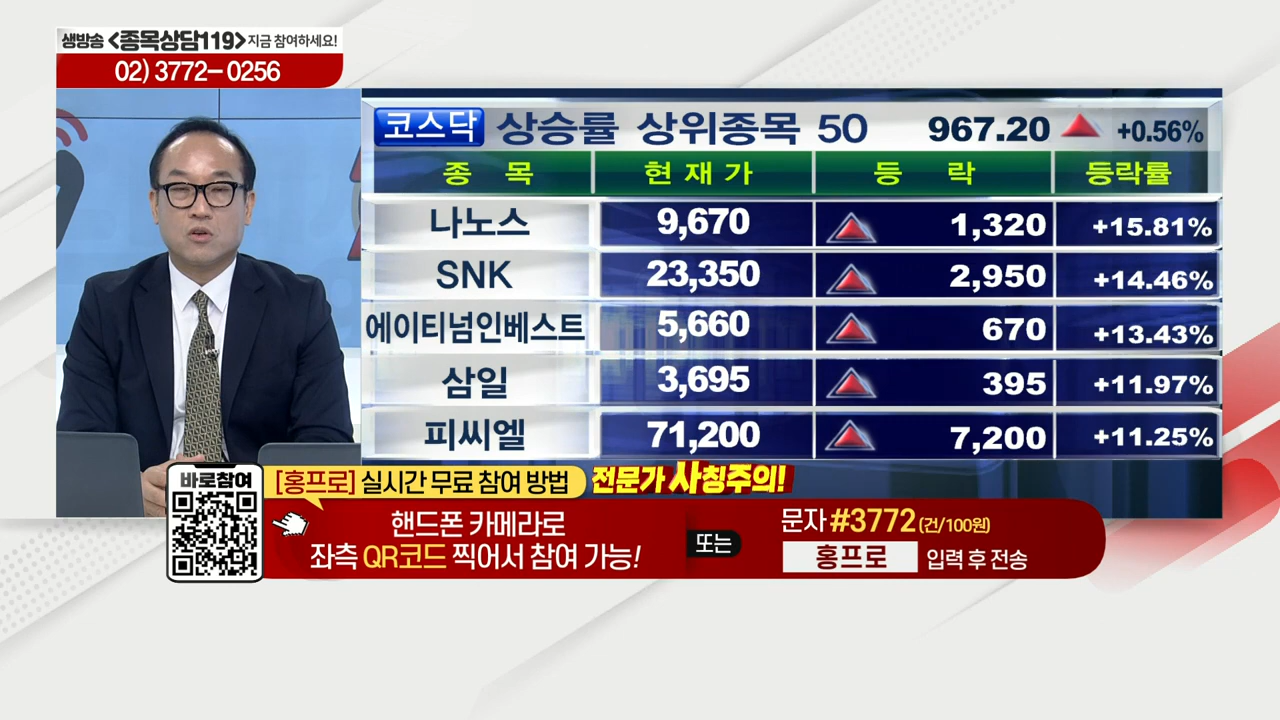 생방송 <종목상담119> 지금 참여하세요!
02) 3772-0256
코스닥 상승률 상위종목 50 967.20 ▲ +0.56%
종 목 현 재 가 등 락 등락률
나노스 9,670 ▲ 1,320 +15.81%
SNK 23,350 ▲ 2,950 +14.46%
에이티넘인베스트 5,660 ▲ 670 +13.43%
삼일 3,695 ▲ 395 +11.97%
피씨엘 71,200 ▲ 7,200 +11.25%
바로참여
[홍프로] 실시간 무료 참여 방법 전문가 사칭주의!
핸드폰 카메라로
좌측 QR코드 찍어서 참여 가능!
또는
문자 #3772 (건/100원)
홍프로 입력 후 전송